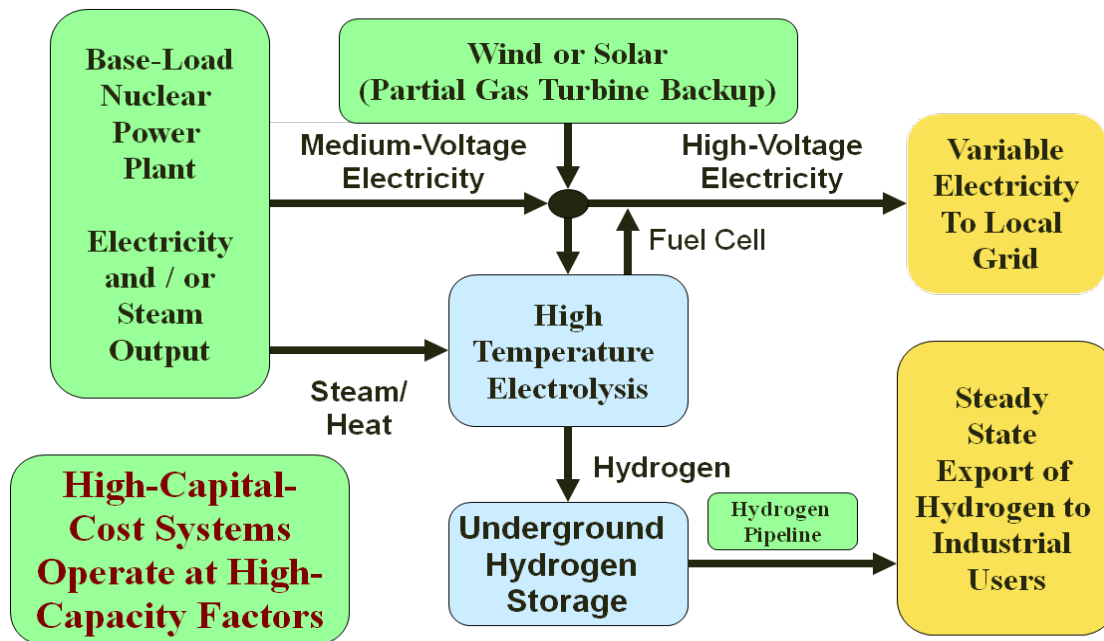 Base-Load
Nuclear
Power
Plant
Electricity
and / or
Steam
Output
Wind or Solar
(Partial Gas Turbine Backup)
Medium-Voltage
Electricity
High-Voltage
Electricity
Variable
Electricity
To Local
Grid
Fuel Cell
High
Temperature
Electrolysis
Steam/
Heat
Hydrogen
Underground
Hydrogen
Storage
Hydrogen
Pipeline
Steady
State
Export of
Hydrogen to
Industrial
Users
High-Capital-
Cost Systems
Operate at High-
Capacity Factors